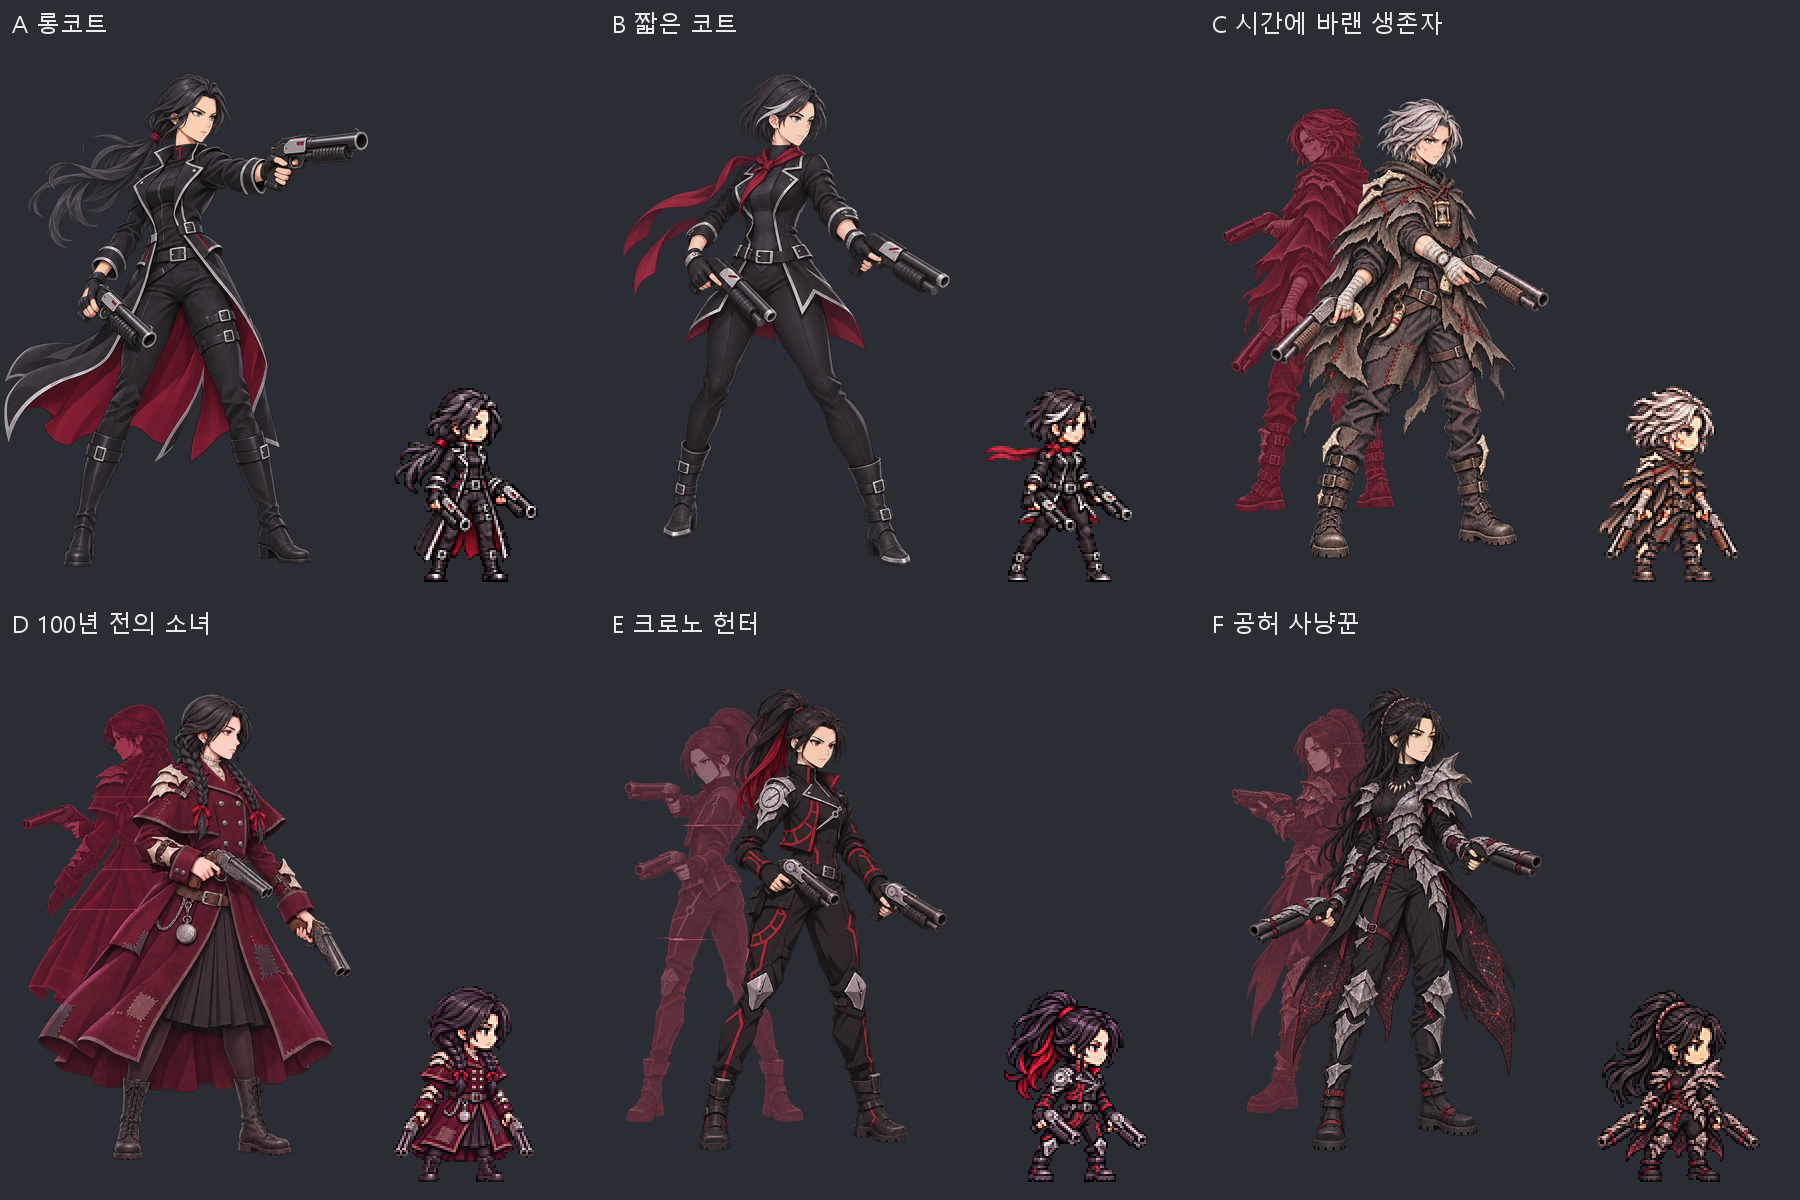 A 롱코트
B 짧은 코트
C 시간에 바랜 생존자
D 100년 전의 소녀
E 크로노 헌터
F 공허 사냥꾼